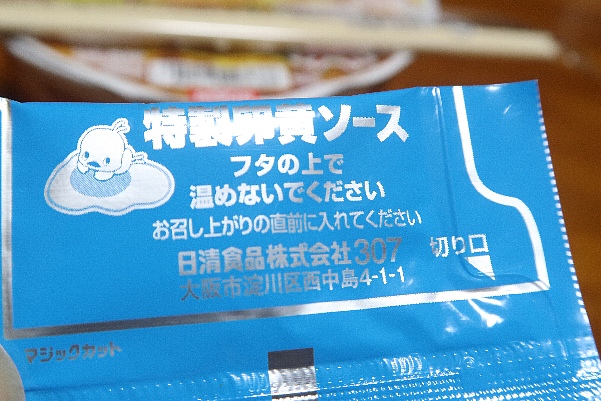 特製卵黄ソース
フタの上で
温めないでください
お召し上がりの直前に入れてください
日清食品株式会社307
切り口
大阪市淀川区西中島4-1-1
マジックカット